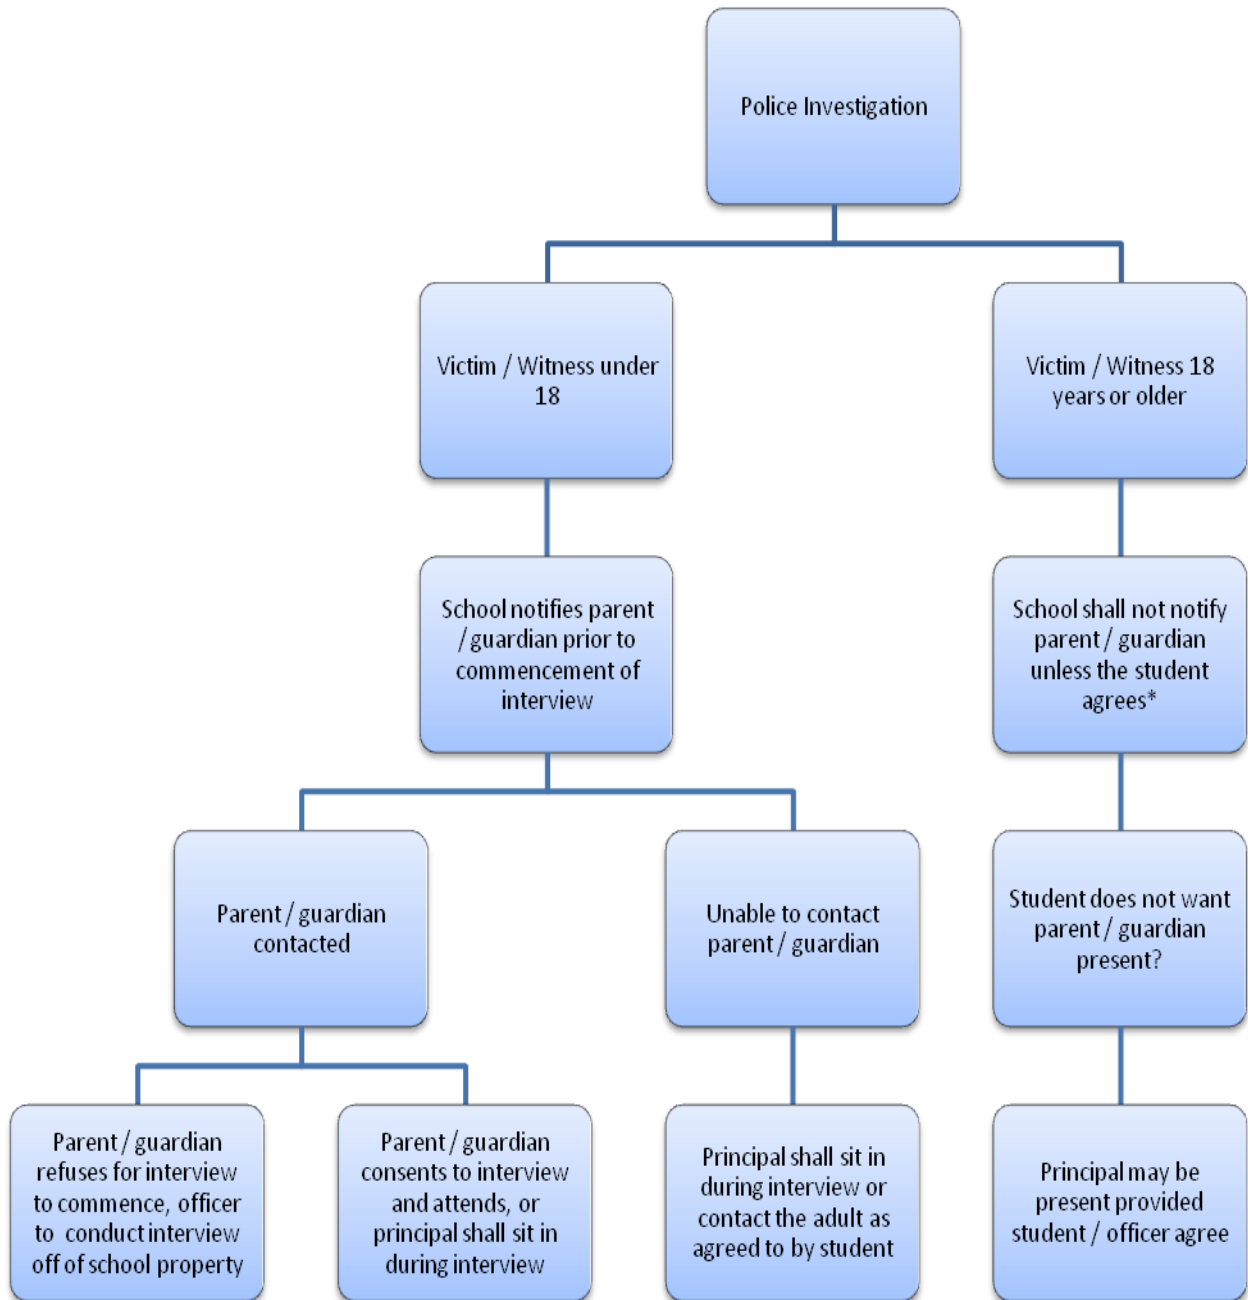 Police Investigation
Victim / Witness under
18
Victim / Witness 18
years or older
School notifies parent
/ guardian prior to
commencement of
interview
School shall not notify
parent / guardian
unless the student
agrees*
Parent / guardian
contacted
Unable to contact
parent / guardian
Student does not want
parent / guardian
present?
Parent / guardian
refuses for interview
to commence, officer
to conduct interview
off of school property
Parent / guardian
consents to interview
and attends, or
principal shall sit in
during interview
Principal shall sit in
during interview or
contact the adult as
agreed to by student
Principal may be
present provided
student / officer agree